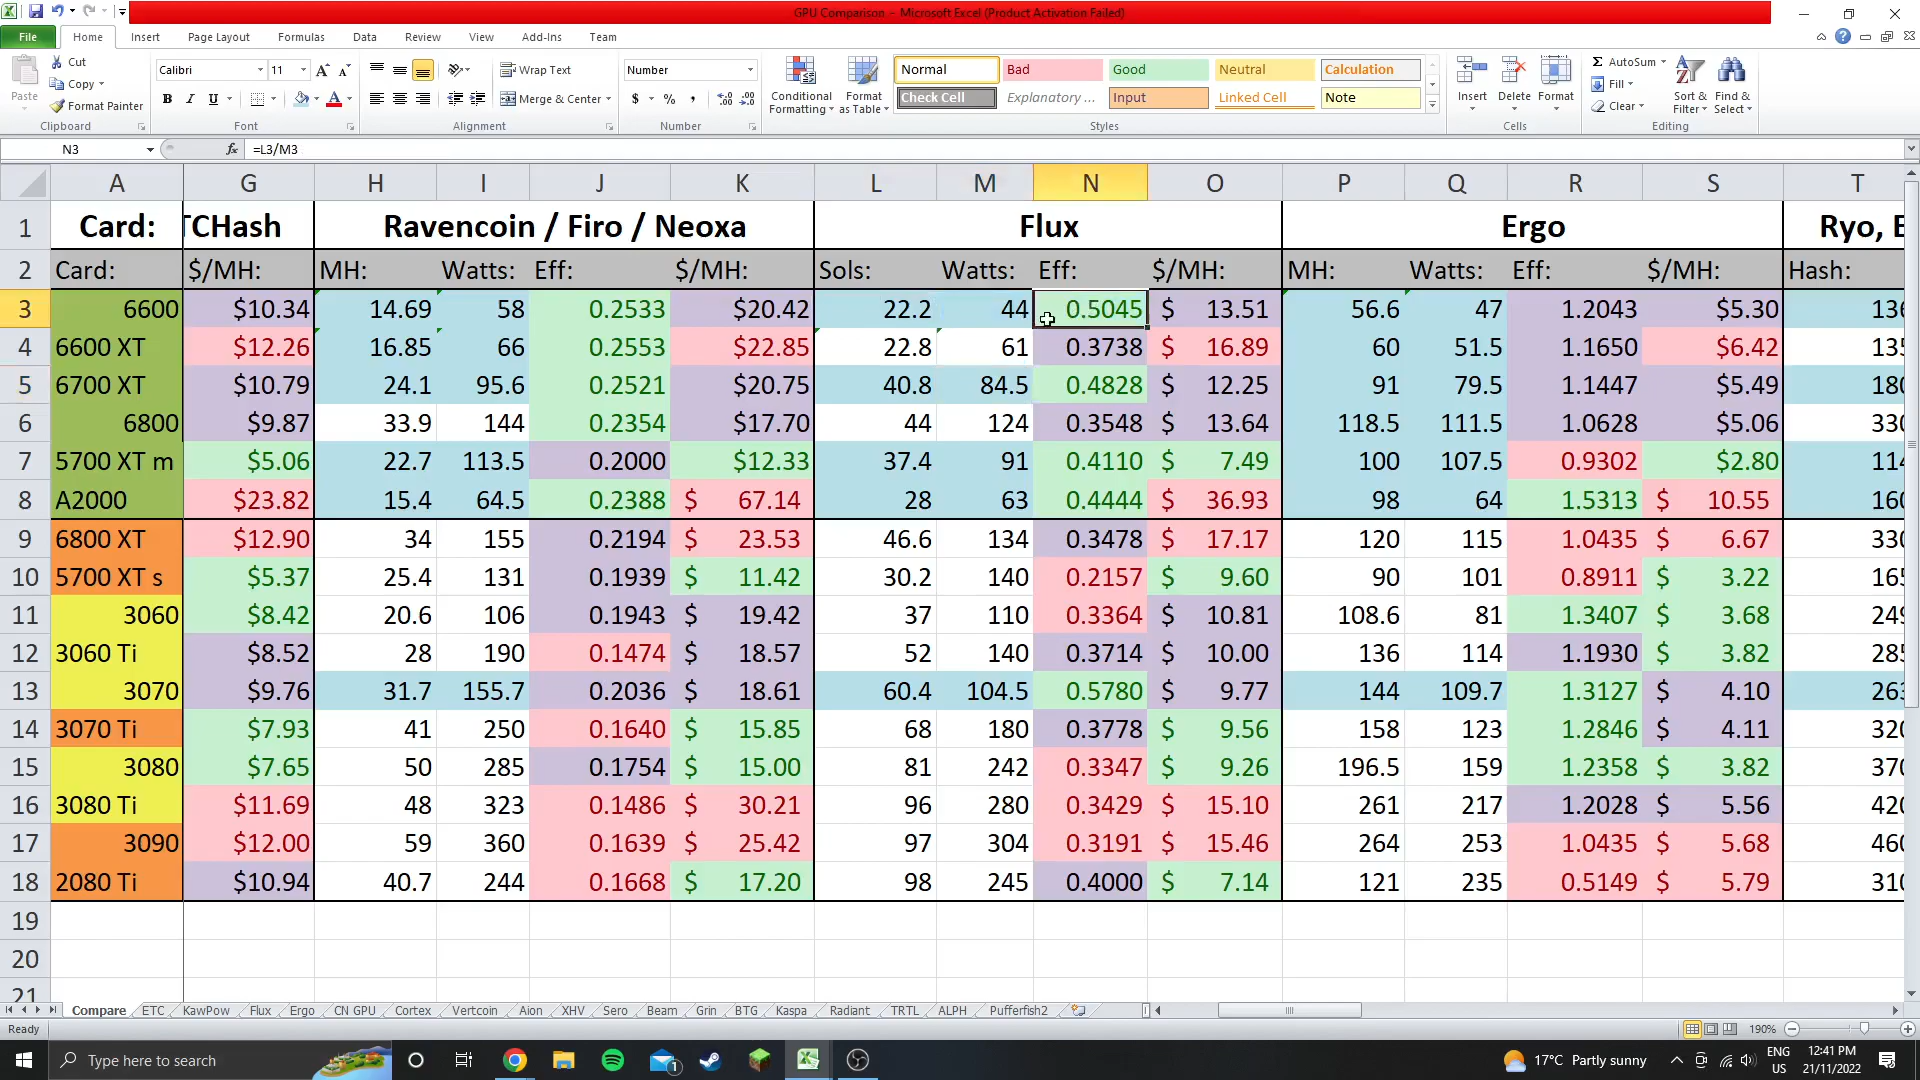 GPU Comparison - Microsoft Excel (Product Activation Failed)
File Home Insert Page Layout Formulas Data Review View Add-Ins Team
Paste
Cut
Copy
Format Painter
Clipboard
Calibri 11
B I U
Font
Wrap Text
Merge & Center
Alignment
Number
$ % ,
Number
Conditional Formatting
Format as Table
Normal Bad Good Neutral Calculation
Check Cell Explanatory ... Input Linked Cell Note
Styles
Insert Delete Format
Cells
AutoSum
Fill
Clear
Sort & Filter
Find & Select
Editing
N3 fx =L3/M3
A G H I J K L M N O P Q R S T
1 Card: TCHash Ravencoin / Firo / Neoxa Flux Ergo Ryo,
2 Card: $/MH: MH: Watts: Eff: $/MH: Sols: Watts: Eff: $/MH: MH: Watts: Eff: $/MH: Hash:
3 6600 $10.34 14.69 58 0.2533 $20.42 22.2 44 0.5045 $ 13.51 56.6 47 1.2043 $5.30 136
4 6600 XT $12.26 16.85 66 0.2553 $22.85 22.8 61 0.3738 $ 16.89 60 51.5 1.1650 $6.42 135
5 6700 XT $10.79 24.1 95.6 0.2521 $20.75 40.8 84.5 0.4828 $ 12.25 91 79.5 1.1447 $5.49 180
6 6800 $9.87 33.9 144 0.2354 $17.70 44 124 0.3548 $ 13.64 118.5 111.5 1.0628 $5.06 330
7 5700 XT m $5.06 22.7 113.5 0.2000 $12.33 37.4 91 0.4110 $ 7.49 100 107.5 0.9302 $2.80 114
8 A2000 $23.82 15.4 64.5 0.2388 $ 67.14 28 63 0.4444 $ 36.93 98 64 1.5313 $ 10.55 160
9 6800 XT $12.90 34 155 0.2194 $ 23.53 46.6 134 0.3478 $ 17.17 120 115 1.0435 $ 6.67 330
10 5700 XT s $5.37 25.4 131 0.1939 $ 11.42 30.2 140 0.2157 $ 9.60 90 101 0.8911 $ 3.22 165
11 3060 $8.42 20.6 106 0.1943 $ 19.42 37 110 0.3364 $ 10.81 108.6 81 1.3407 $ 3.68 249
12 3060 Ti $8.52 28 190 0.1474 $ 18.57 52 140 0.3714 $ 10.00 136 114 1.1930 $ 3.82 285
13 3070 $9.76 31.7 155.7 0.2036 $ 18.61 60.4 104.5 0.5780 $ 9.77 144 109.7 1.3127 $ 4.10 263
14 3070 Ti $7.93 41 250 0.1640 $ 15.85 68 180 0.3778 $ 9.56 158 123 1.2846 $ 4.11 320
15 3080 $7.65 50 285 0.1754 $ 15.00 81 242 0.3347 $ 9.26 196.5 159 1.2358 $ 3.82 370
16 3080 Ti $11.69 48 323 0.1486 $ 30.21 96 280 0.3429 $ 15.10 261 217 1.2028 $ 5.56 420
17 3090 $12.00 59 360 0.1639 $ 25.42 97 304 0.3191 $ 15.46 264 253 1.0435 $ 5.68 460
18 2080 Ti $10.94 40.7 244 0.1668 $ 17.20 98 245 0.4000 $ 7.14 121 235 0.5149 $ 5.79 310
19
20
21
Compare ETC KawPow Flux Ergo CN GPU Cortex Vertcoin Aion XHV Sero Beam Grin BTG Kaspa Radiant TRTL ALPH Pufferfish2
Ready 190%
Type here to search 1 17°C Partly sunny ENG US 12:41 PM 21/11/2022